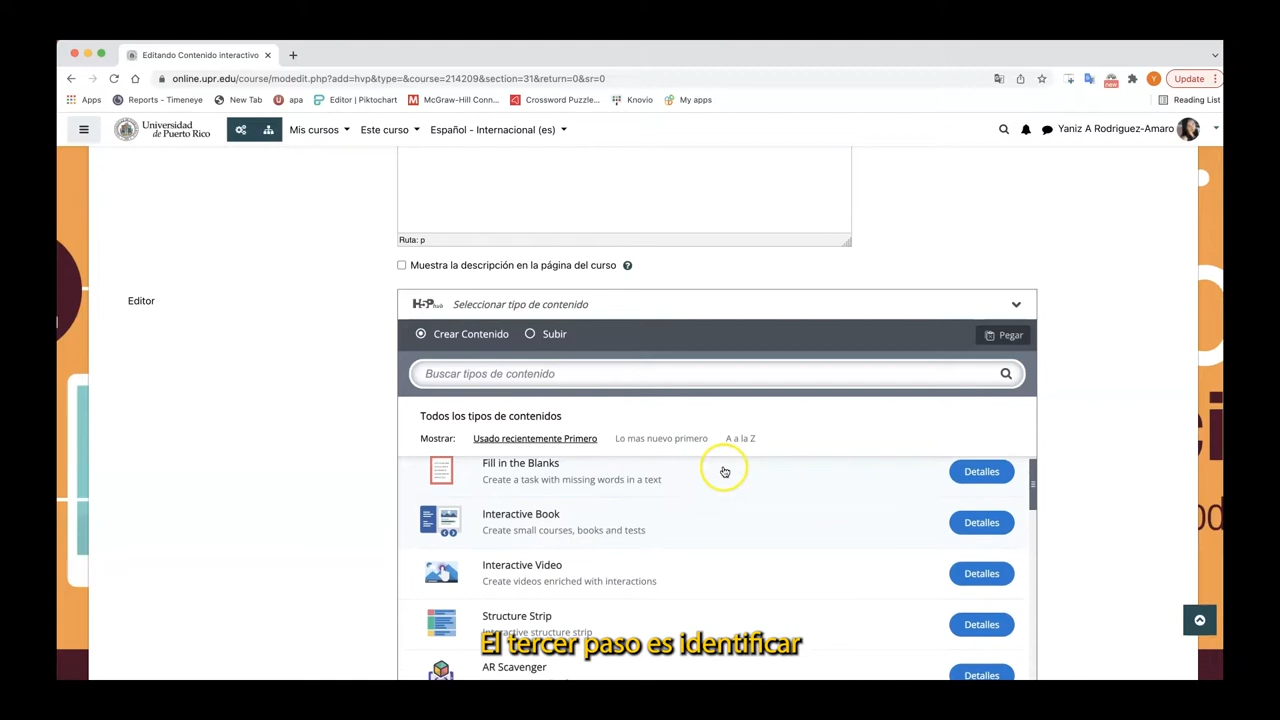 Editando Contenido interactivo
online.upr.edu/course/modedit.php?add=hvp&type=&course=214209&section=31&return=0&sr=0
new
Y
Update
Apps
Reports - Timeneye
New Tab
apa
Editor | Piktochart
McGraw-Hill Conn...
Crossword Puzzle...
Knovio
My apps
Reading List
Universidad
de Puerto Rico
Mis cursos
Este curso
Español - Internacional (es)
Yaniz A Rodriguez-Amaro
Ruta: p
Muestra la descripción en la página del curso
Editor
H5P hub
Seleccionar tipo de contenido
Crear Contenido
Subir
Pegar
Buscar tipos de contenido
Todos los tipos de contenidos
Mostrar:
Usado recientemente Primero
Lo mas nuevo primero
A a la Z
Fill in the Blanks
Create a task with missing words in a text
Detalles
Interactive Book
Create small courses, books and tests
Detalles
Interactive Video
Create videos enriched with interactions
Detalles
Structure Strip
Interactive structure strip
Detalles
El tercer paso es identificar
AR Scavenger
Detalles